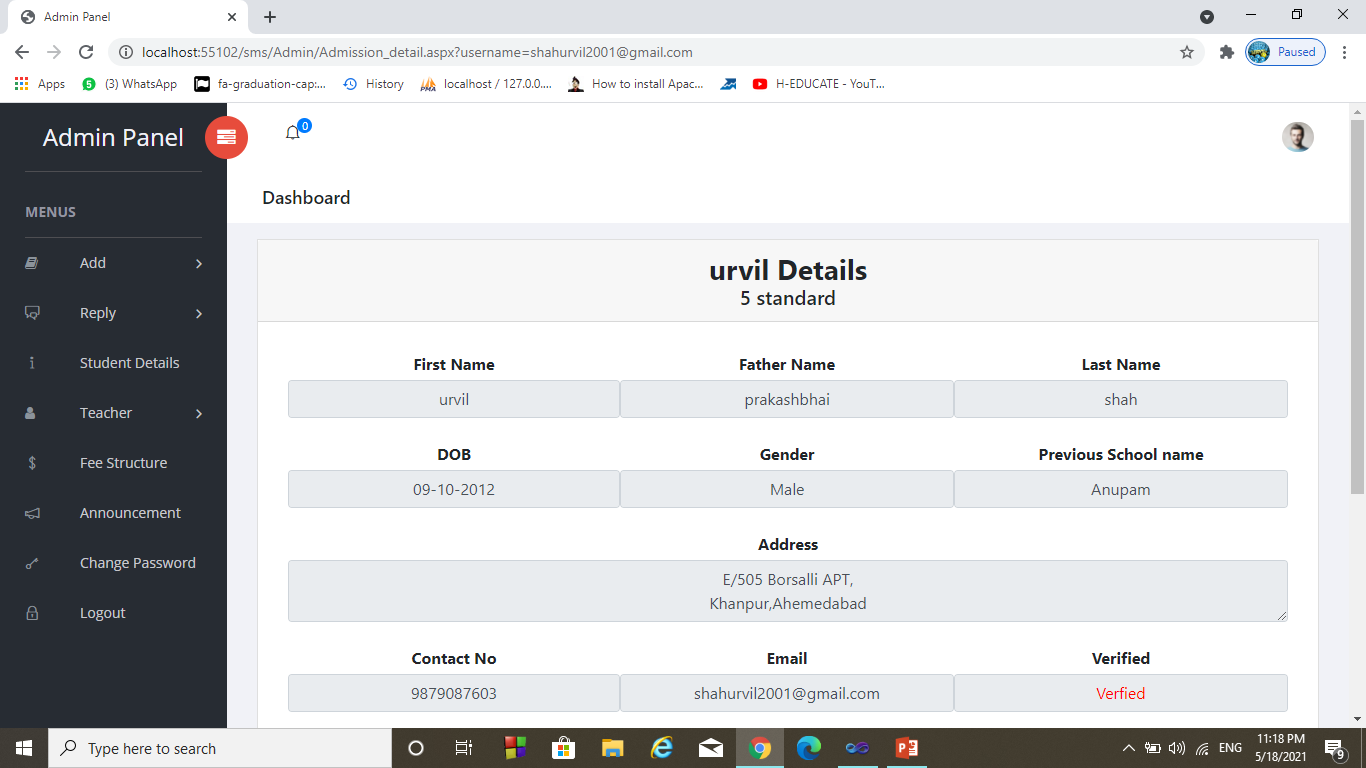 Admin Panel
localhost:55102/sms/Admin/Admission_detail.aspx?username=shahurvil2001@gmail.com
Paused
Apps
5
(3) WhatsApp
fa-graduation-cap:...
History
PMA
localhost / 127.0.0....
How to install Apac...
H-EDUCATE - YouT...
Admin Panel
0
Dashboard
MENUS
Add
Reply
Student Details
Teacher
Fee Structure
Announcement
Change Password
Logout
urvil Details
5 standard
First Name Father Name Last Name
urvil prakashbhai shah
DOB Gender Previous School name
09-10-2012 Male Anupam
Address
E/505 Borsalli APT,
Khanpur,Ahemedabad
Contact No Email Verified
9879087603 shahurvil2001@gmail.com Verfied
Type here to search
ENG
11:18 PM
5/18/2021
9